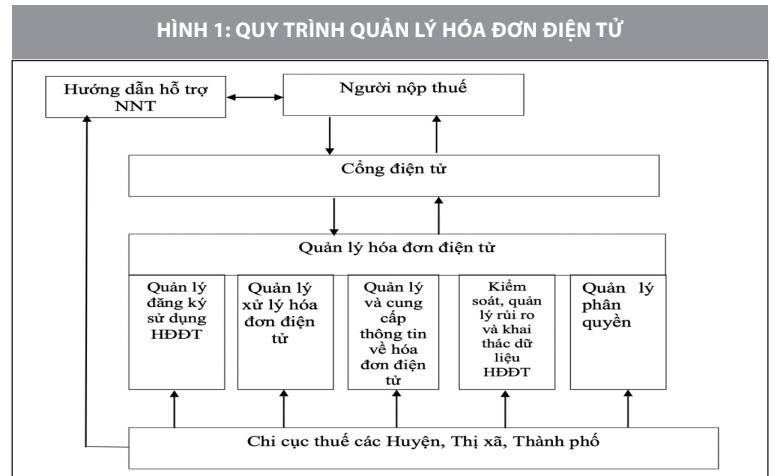 HÌNH 1: QUY TRÌNH QUẢN LÝ HÓA ĐƠN ĐIỆN TỬ
Hướng dẫn hỗ trợ
NNT
Người nộp thuế
Cổng điện tử
Quản lý hóa đơn điện tử
Quản lý
đăng ký
sử dụng
HĐĐT
Quản lý
xử lý hóa
đơn điện
tử
Quản lý
và cung
cấp
thông tin
về hóa
đơn điện
tử
Kiểm
soát, quản
lý rủi ro
và khai
thác dữ
liệu
HĐĐT
Quản lý
phân
quyền
Chi cục thuế các Huyện, Thị xã, Thành phố